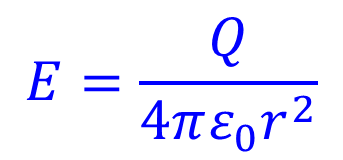 E = Q / 4πε₀r²